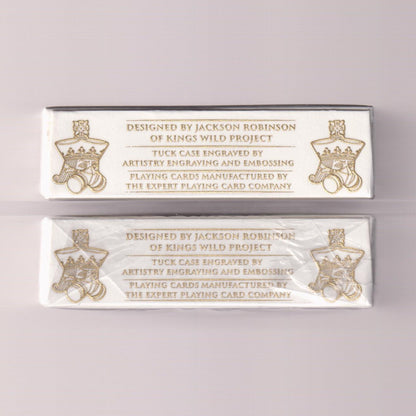 DESIGNED BY JACKSON ROBINSON
OF KINGS WILD PROJECT
TUCK CASE ENGRAVED BY
ARTISTRY ENGRAVING AND EMBOSSING
PLAYING CARDS MANUFACTURED BY
THE EXPERT PLAYING CARD COMPANY
DESIGNED BY JACKSON ROBINSON
OF KINGS WILD PROJECT
TUCK CASE ENGRAVED BY
ARTISTRY ENGRAVING AND EMBOSSING
PLAYING CARDS MANUFACTURED BY
THE EXPERT PLAYING CARD COMPANY